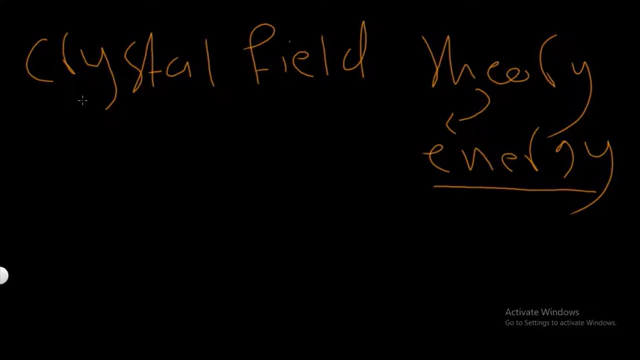 Crystal Field Theory
energy
Activate Windows
Go to Settings to activate Windows.